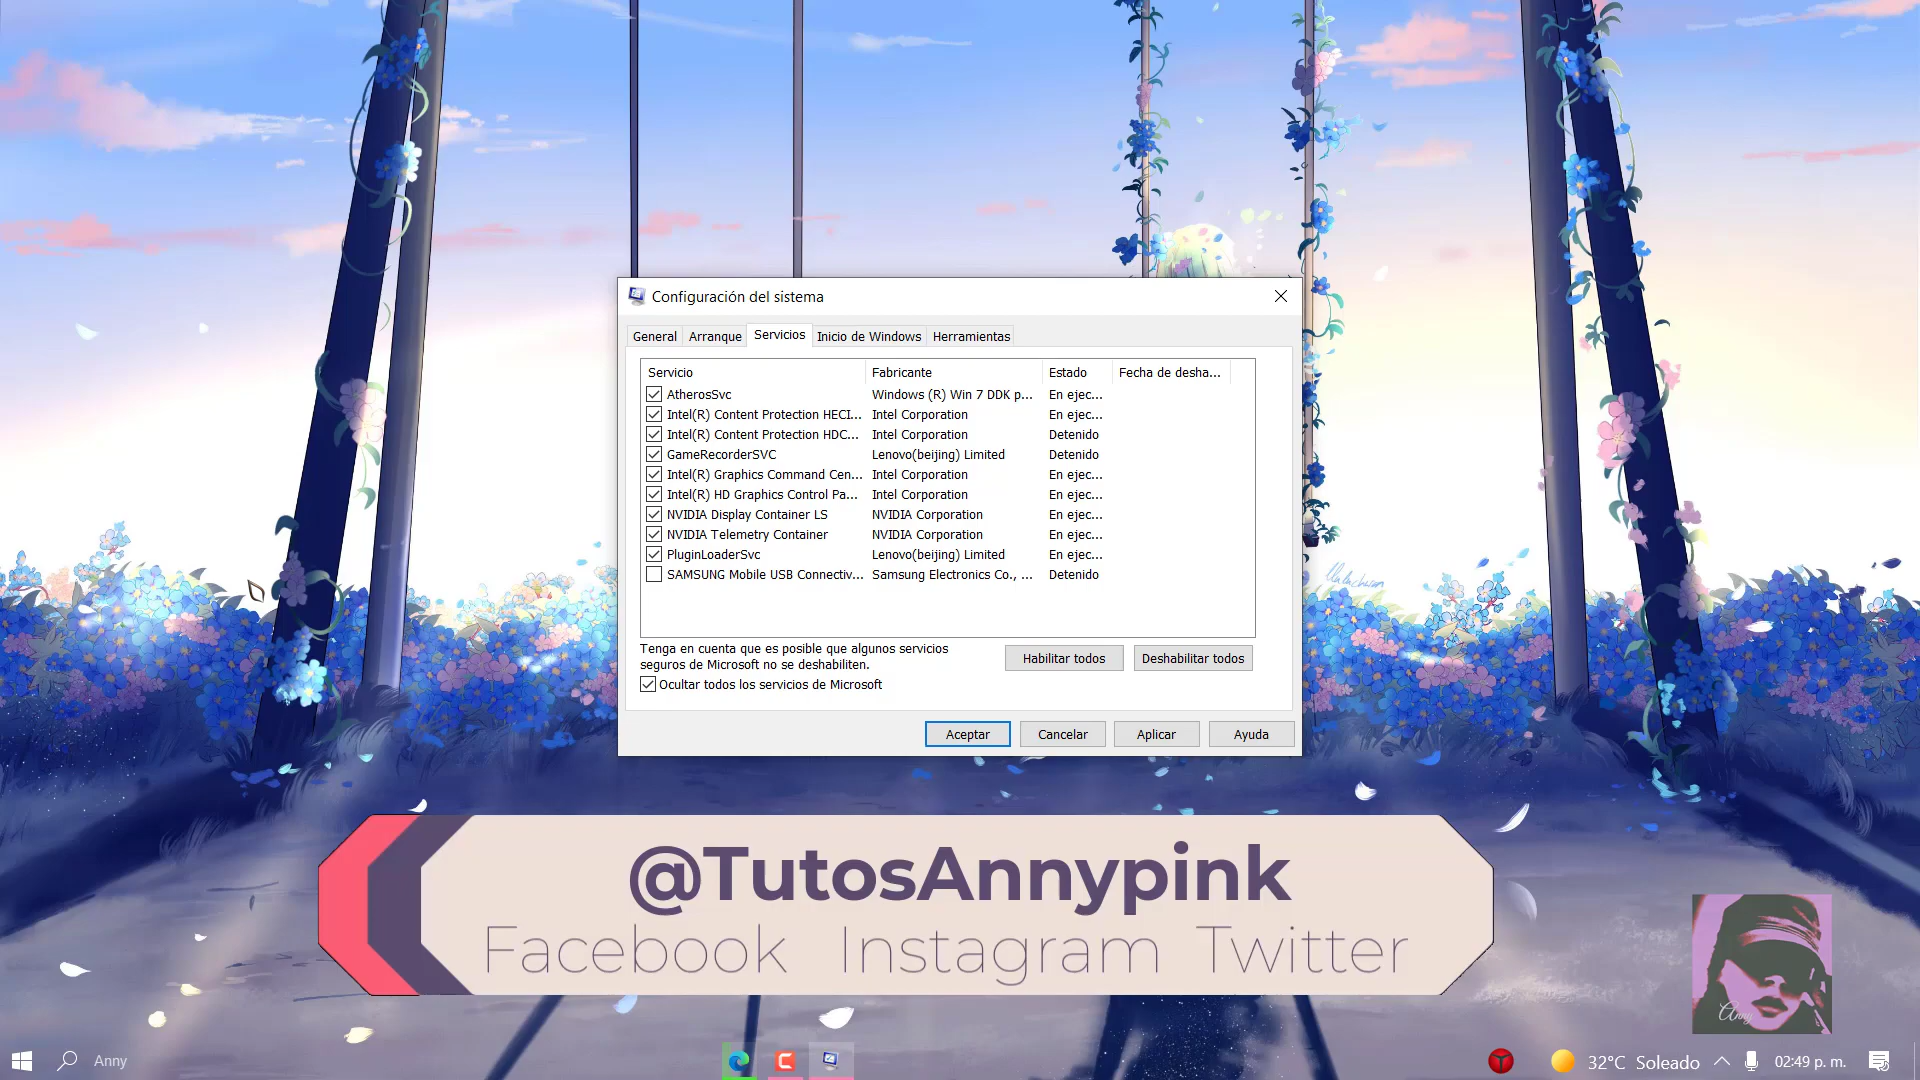 Configuración del sistema
General Arranque Servicios Inicio de Windows Herramientas
Servicio Fabricante Estado Fecha de desha...
AtherosSvc Windows (R) Win 7 DDK p... En ejec...
Intel(R) Content Protection HECI... Intel Corporation En ejec...
Intel(R) Content Protection HDC... Intel Corporation Detenido
GameRecorderSVC Lenovo(beijing) Limited Detenido
Intel(R) Graphics Command Cen... Intel Corporation En ejec...
Intel(R) HD Graphics Control Pa... Intel Corporation En ejec...
NVIDIA Display Container LS NVIDIA Corporation En ejec...
NVIDIA Telemetry Container NVIDIA Corporation En ejec...
PluginLoaderSvc Lenovo(beijing) Limited En ejec...
SAMSUNG Mobile USB Connectiv... Samsung Electronics Co., ... Detenido
Tenga en cuenta que es posible que algunos servicios
seguros de Microsoft no se deshabiliten.
Habilitar todos Deshabilitar todos
Ocultar todos los servicios de Microsoft
Aceptar Cancelar Aplicar Ayuda
@TutosAnnypink
Facebook Instagram Twitter
Anny
Anny
32°C Soleado 02:49 p. m.